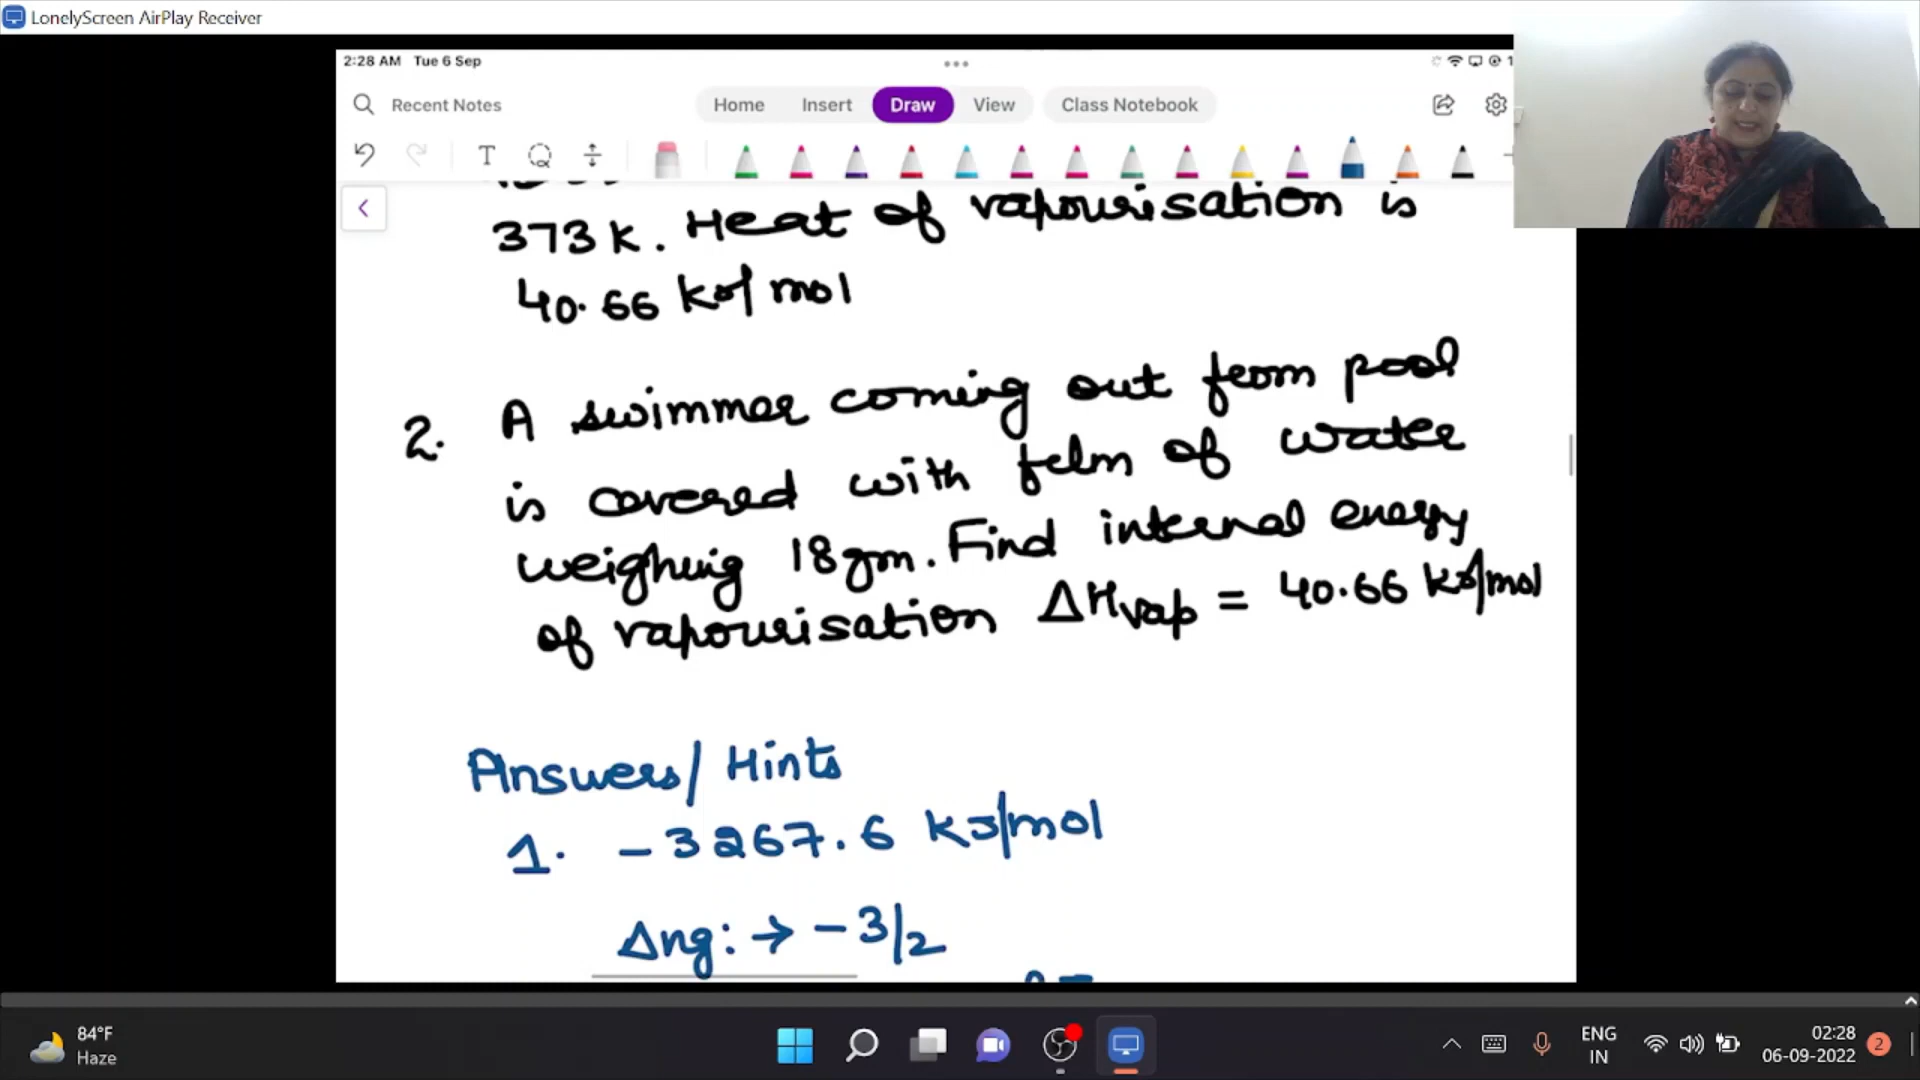 LonelyScreen AirPlay Receiver
2:28 AM Tue 6 Sep
Recent Notes
Home Insert Draw View Class Notebook
373 K. Heat of vapourisation is
40.66 kJ/mol
2. A swimmer coming out from pool
is covered with film of water
weighing 18gm. Find internal energy
of vapourisation ΔHvap = 40.66 kJ/mol
Answers/Hints
1. - 3267.6 kJ/mol
Δng: → - 3/2
84°F
Haze
ENG
IN
02:28
06-09-2022
2